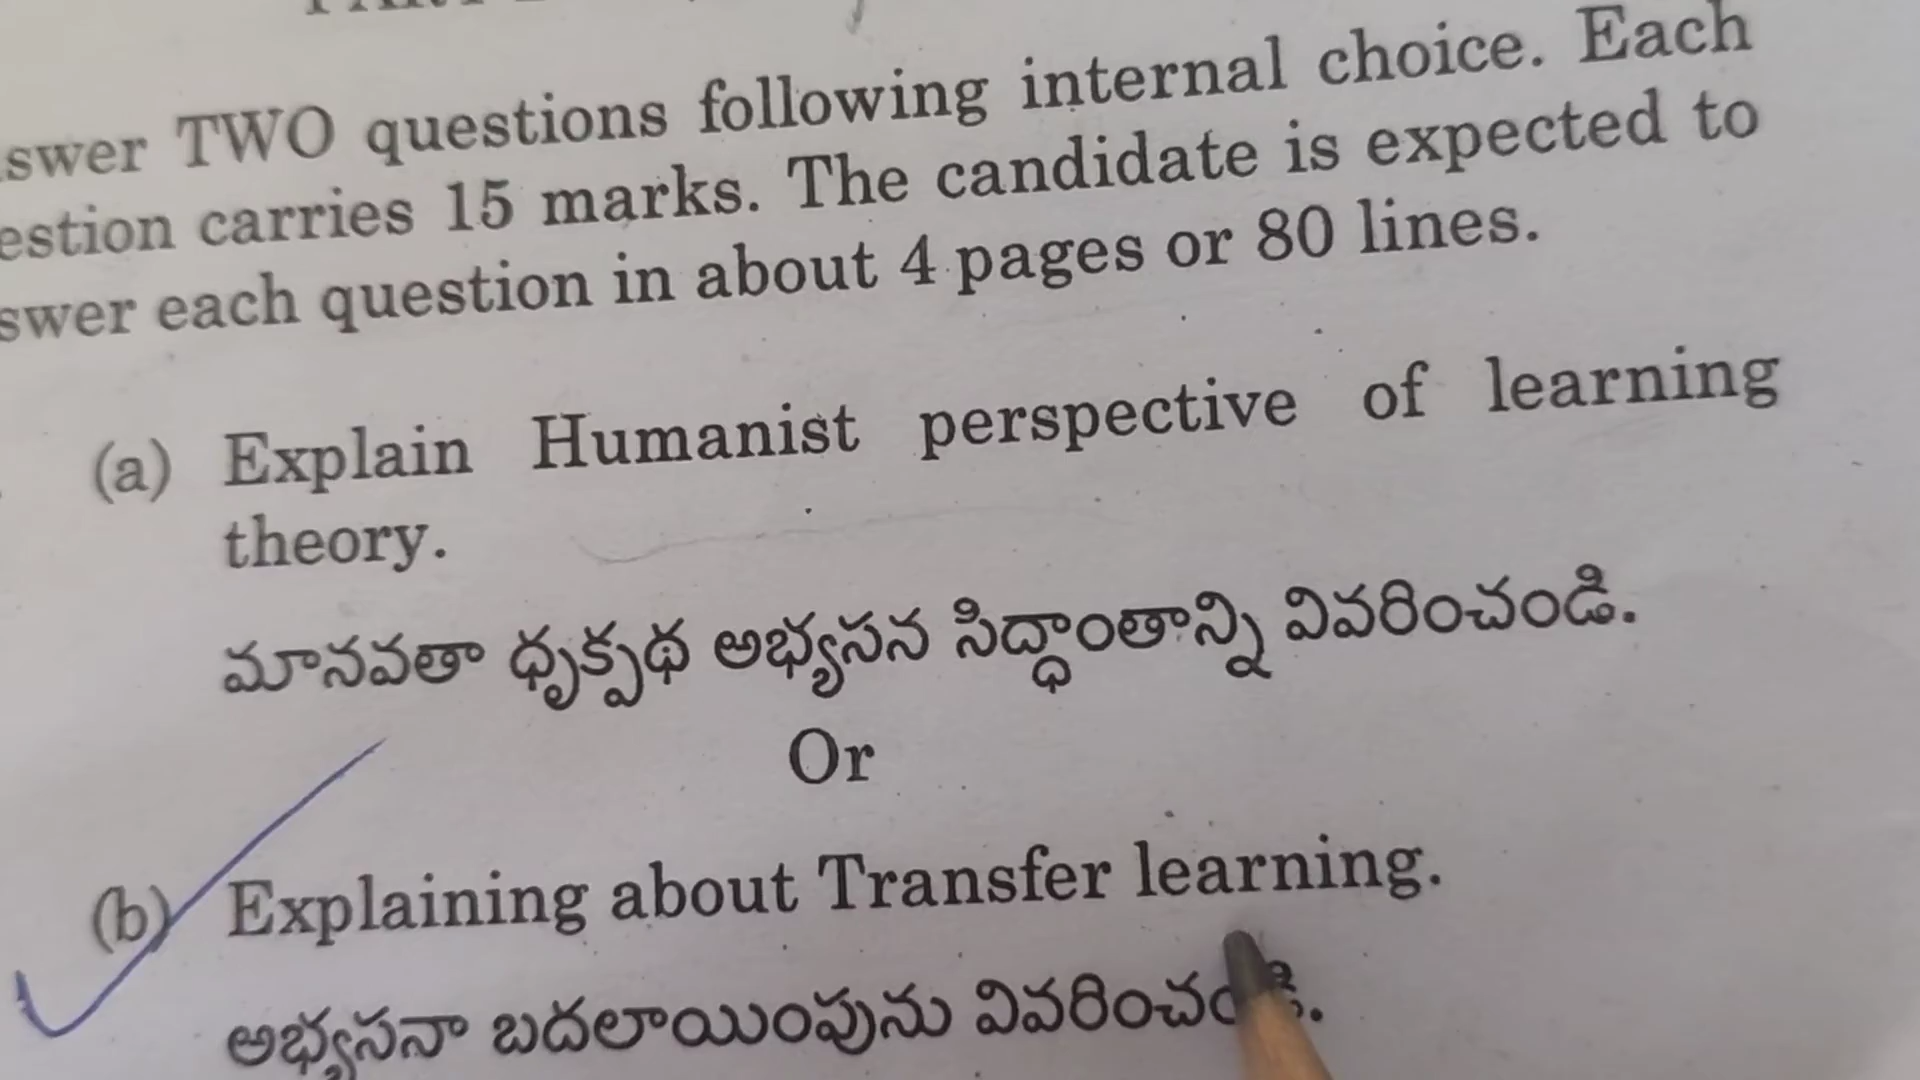 swer TWO questions following internal choice. Each
estion carries 15 marks. The candidate is expected to
swer each question in about 4 pages or 80 lines.
(a) Explain Humanist perspective of learning
theory.
మానవతా ధృక్పథ అభ్యసన సిద్ధాంతాన్ని వివరించండి.
Or
(b) Explaining about Transfer learning.
అభ్యసనా బదలాయింపును